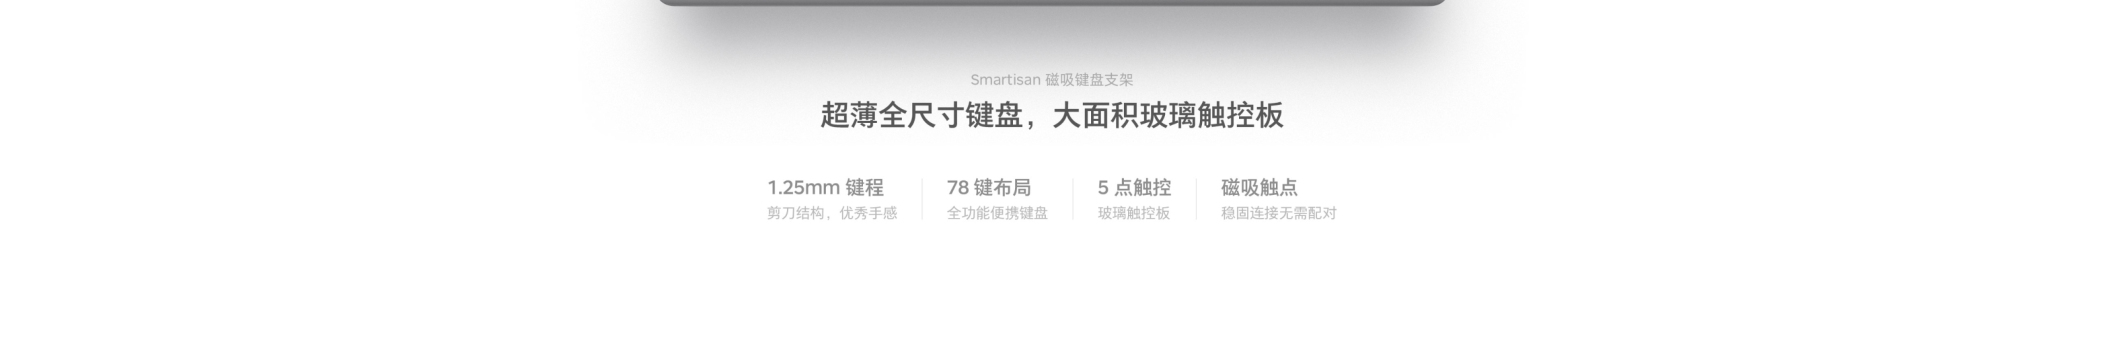 Smartisan 磁吸键盘支架
超薄全尺寸键盘，大面积玻璃触控板
1.25mm 键程
剪刀结构，优秀手感
78 键布局
全功能便携键盘
5 点触控
玻璃触控板
磁吸触点
稳固连接无需配对